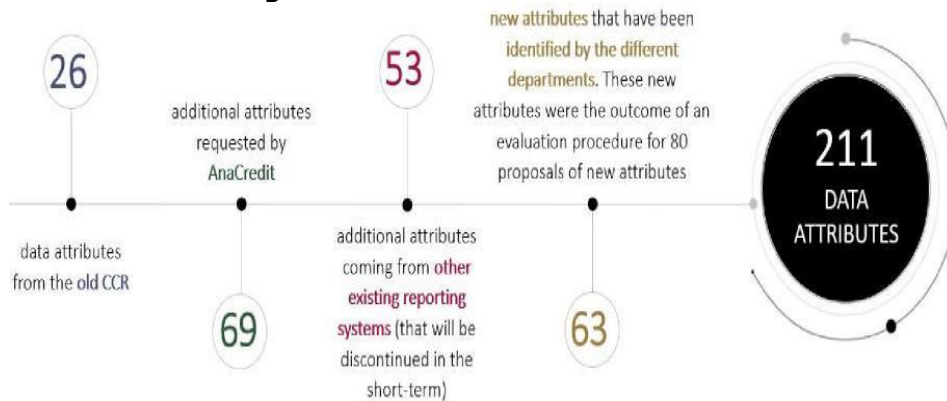 26
data attributes
from the old CCR
additional attributes
requested by
AnaCredit
69
53
additional attributes
coming from other
existing reporting
systems (that will be
discontinued in the
short-term)
new attributes that have been
identified by the different
departments. These new
attributes were the outcome of an
evaluation procedure for 80
proposals of new attributes
63
211
DATA
ATTRIBUTES